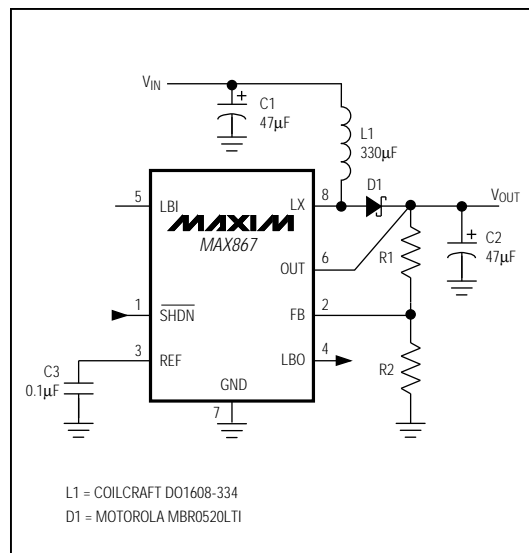 VIN
C1
47µF
L1
330µF
D1
5
LBI
LX
8
VOUT
MAXIM
MAX867
C2
47µF
OUT
6
R1
1
SHDN
FB
2
3
REF
LBO
4
C3
0.1µF
R2
GND
7
L1 = COILCRAFT DO1608-334
D1 = MOTOROLA MBR0520LTI